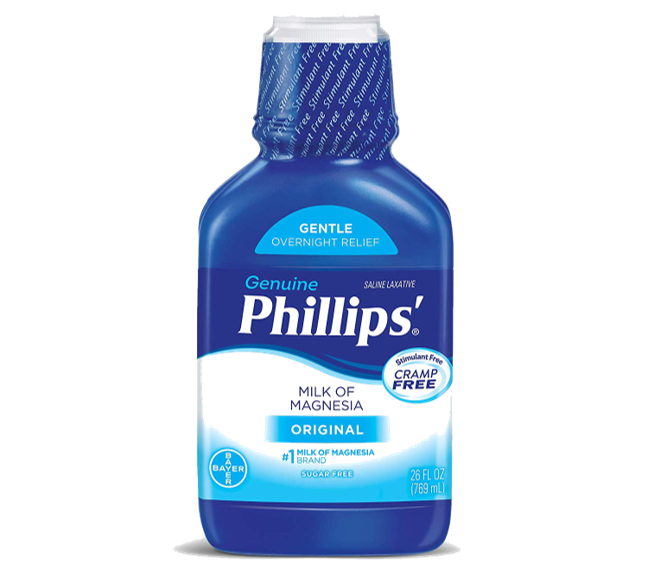 Stimulant Free
GENTLE
OVERNIGHT RELIEF
Genuine
SALINE LAXATIVE
Phillips'®
Stimulant Free
CRAMP
FREE
MILK OF
MAGNESIA
ORIGINAL
#1 MILK OF MAGNESIA
BRAND
SUGAR FREE
BAYER
BAYER
26 FL OZ
(769 mL)